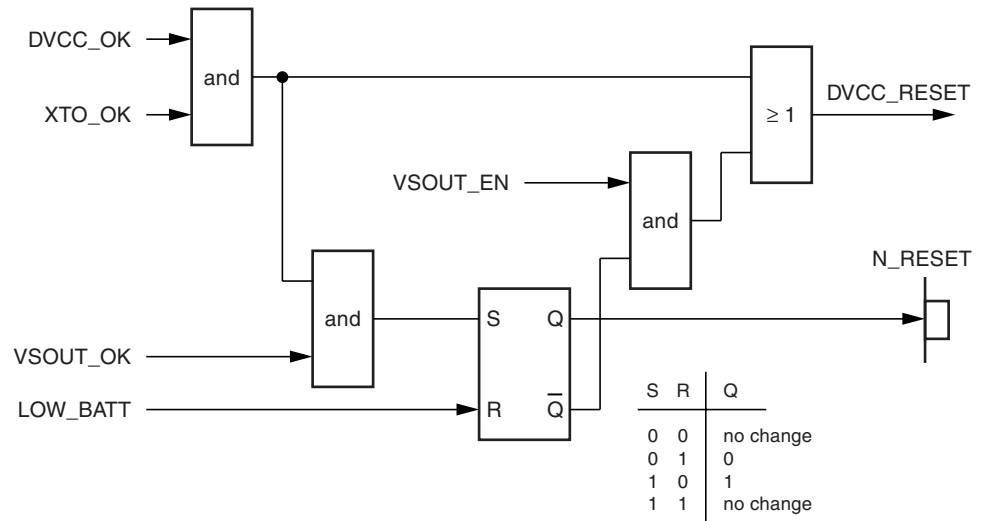 DVCC_OK
and
XTO_OK
≥ 1
DVCC_RESET
VSOUT_EN
and
N_RESET
and
S Q
VSOUT_OK
LOW_BATT
R Q̅
S R Q
0 0 no change
0 1 0
1 0 1
1 1 no change